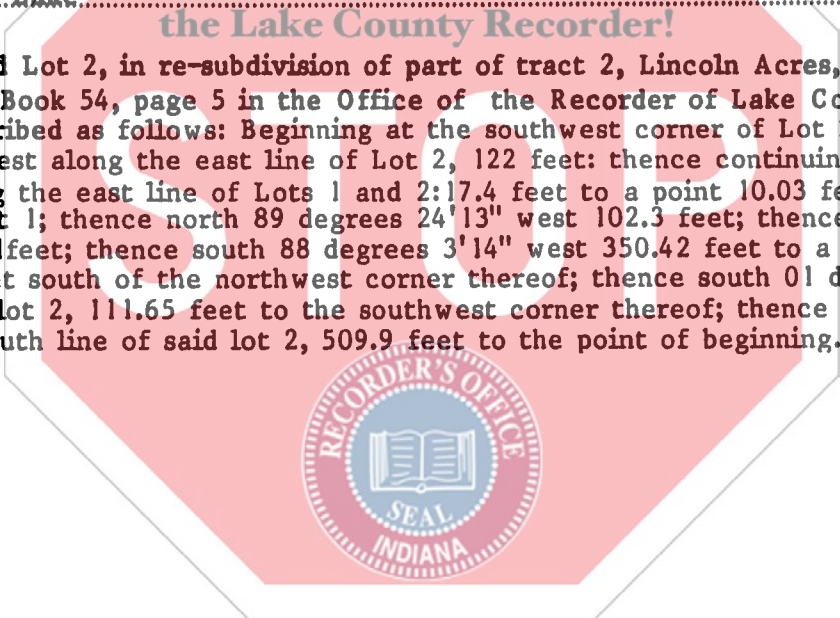 the Lake County Recorder!
Lot 2, in re-subdivision of part of tract 2, Lincoln Acres,
Book 54, page 5 in the Office of the Recorder of Lake Co
ribed as follows: Beginning at the southwest corner of Lot
est along the east line of Lot 2, 122 feet: thence continuin
the east line of Lots 1 and 2:17.4 feet to a point 10.03 fe
t 1; thence north 89 degrees 24'13" west 102.3 feet; thence
feet; thence south 88 degrees 3'14" west 350.42 feet to a
t south of the northwest corner thereof; thence south 01 d
lot 2, 111.65 feet to the southwest corner thereof; thence
uth line of said lot 2, 509.9 feet to the point of beginning.
STOP
RECORDER'S OFFICE
SEAL
INDIANA